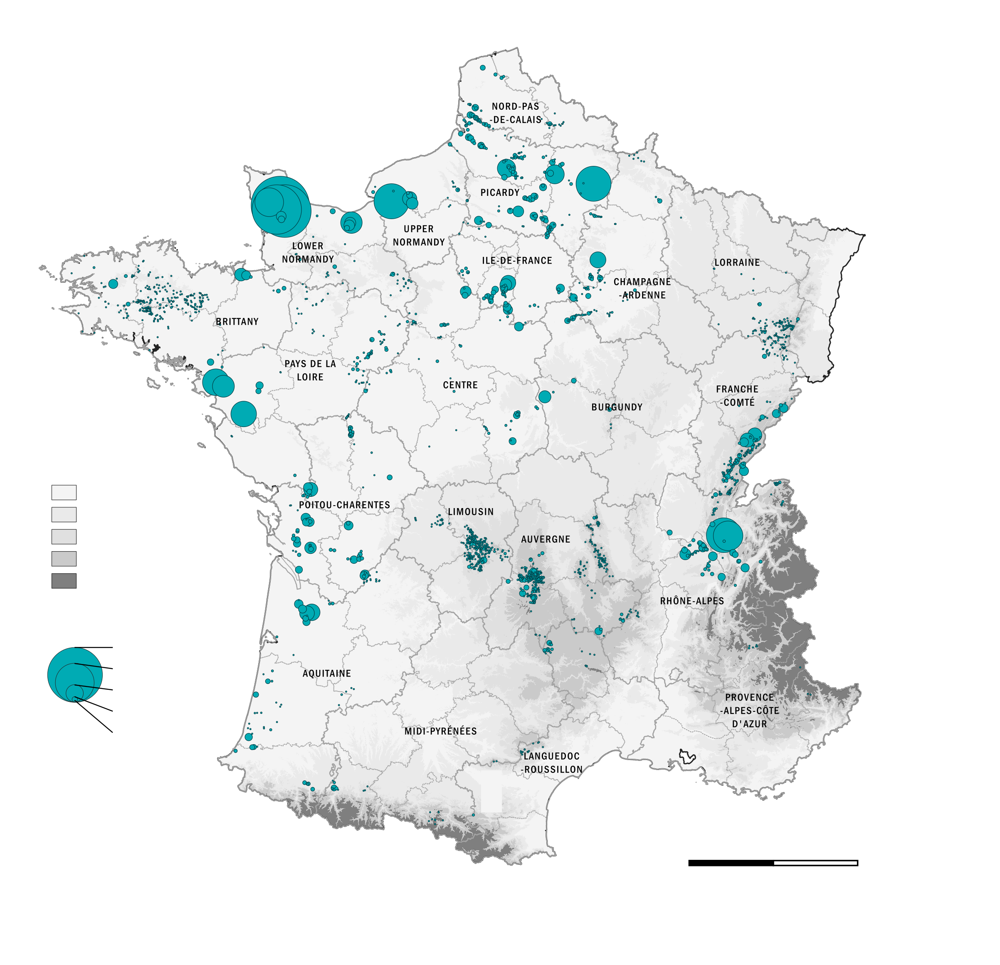 NORD-PAS
-DE-CALAIS
PICARDY
UPPER
NORMANDY
LOWER
NORMANDY
ILE-DE-FRANCE
LORRAINE
CHAMPAGNE
-ARDENNE
BRITTANY
PAYS DE LA
LOIRE
CENTRE
FRANCHE
-COMTÉ
BURGUNDY
POITOU-CHARENTES
LIMOUSIN
AUVERGNE
RHÔNE-ALPES
AQUITAINE
PROVENCE
-ALPES-CÔTE
D'AZUR
MIDI-PYRÉNÉES
LANGUEDOC
-ROUSSILLON